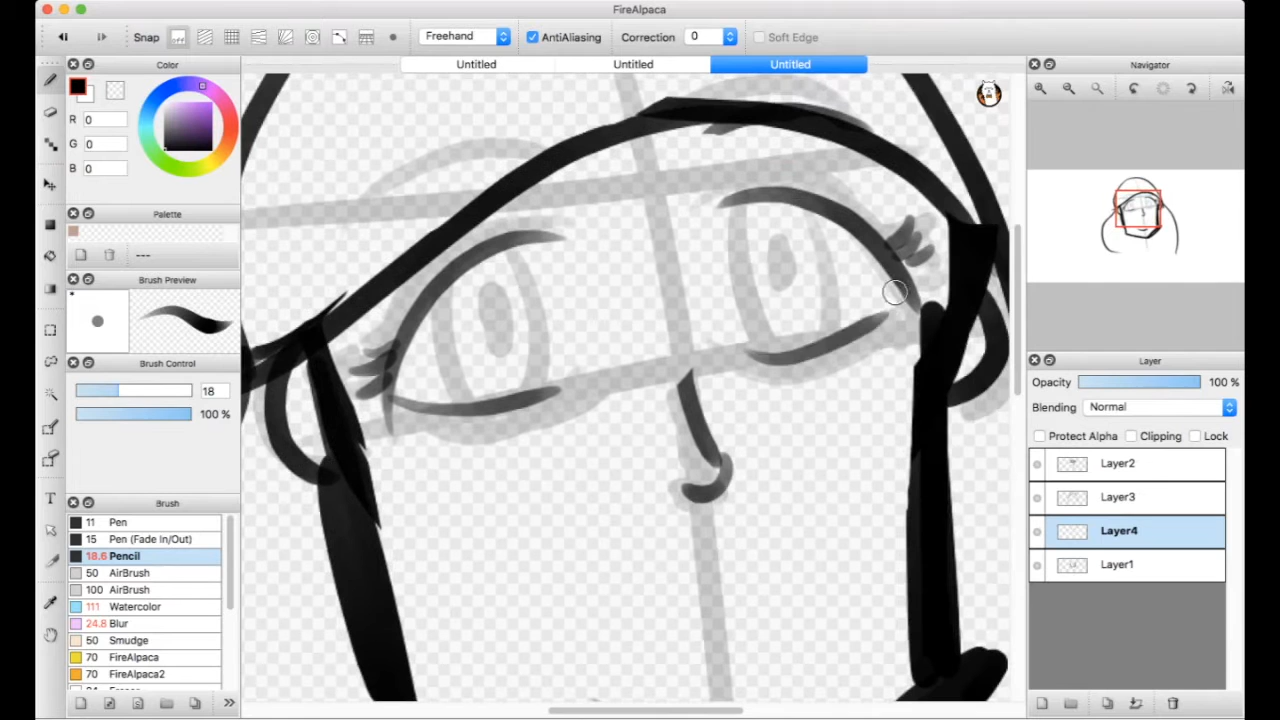 FireAlpaca
Snap Freehand AntiAliasing Correction 0 Soft Edge
Untitled Untitled Untitled
Color
R 0
G 0
B 0
Palette
---
Brush Preview
Brush Control
18
100 %
Brush
11 Pen
15 Pen (Fade In/Out)
18.6 Pencil
50 AirBrush
100 AirBrush
111 Watercolor
24.8 Blur
50 Smudge
70 FireAlpaca
70 FireAlpaca2
T
Navigator
Layer
Opacity 100 %
Blending Normal
Protect Alpha Clipping Lock
Layer2
Layer3
Layer4
Layer1